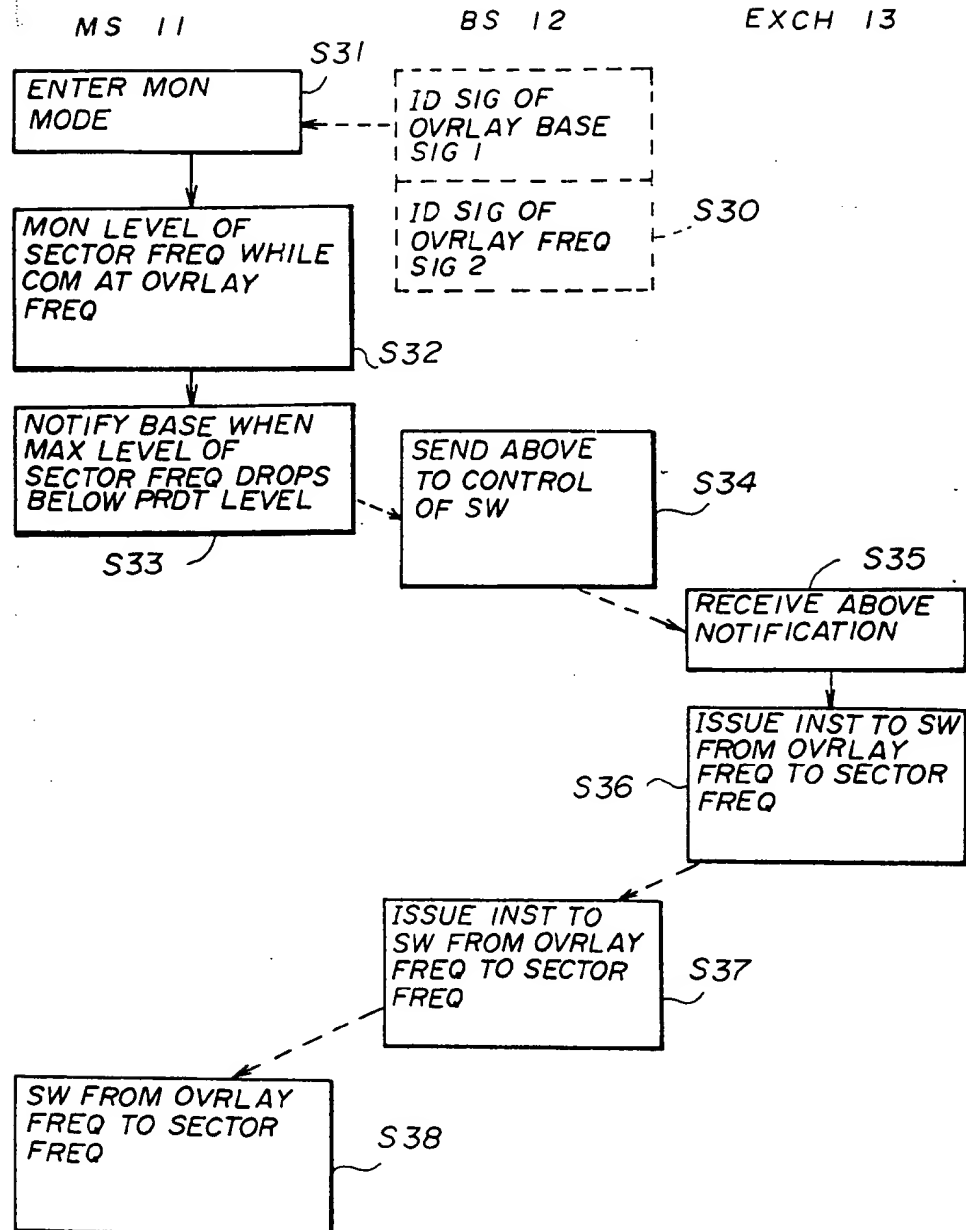 MS 11
BS 12
EXCH 13
S31
ENTER MON
MODE
ID SIG OF
OVRLAY BASE
SIG 1
ID SIG OF
OVRLAY FREQ
SIG 2
S30
MON LEVEL OF
SECTOR FREQ WHILE
COM AT OVRLAY
FREQ
S32
NOTIFY BASE WHEN
MAX LEVEL OF
SECTOR FREQ DROPS
BELOW PRDT LEVEL
S33
SEND ABOVE
TO CONTROL
OF SW
S34
S35
RECEIVE ABOVE
NOTIFICATION
ISSUE INST TO SW
FROM OVRLAY
FREQ TO SECTOR
FREQ
S36
ISSUE INST TO
SW FROM OVRLAY
FREQ TO SECTOR
FREQ
S37
SW FROM OVRLAY
FREQ TO SECTOR
FREQ
S38